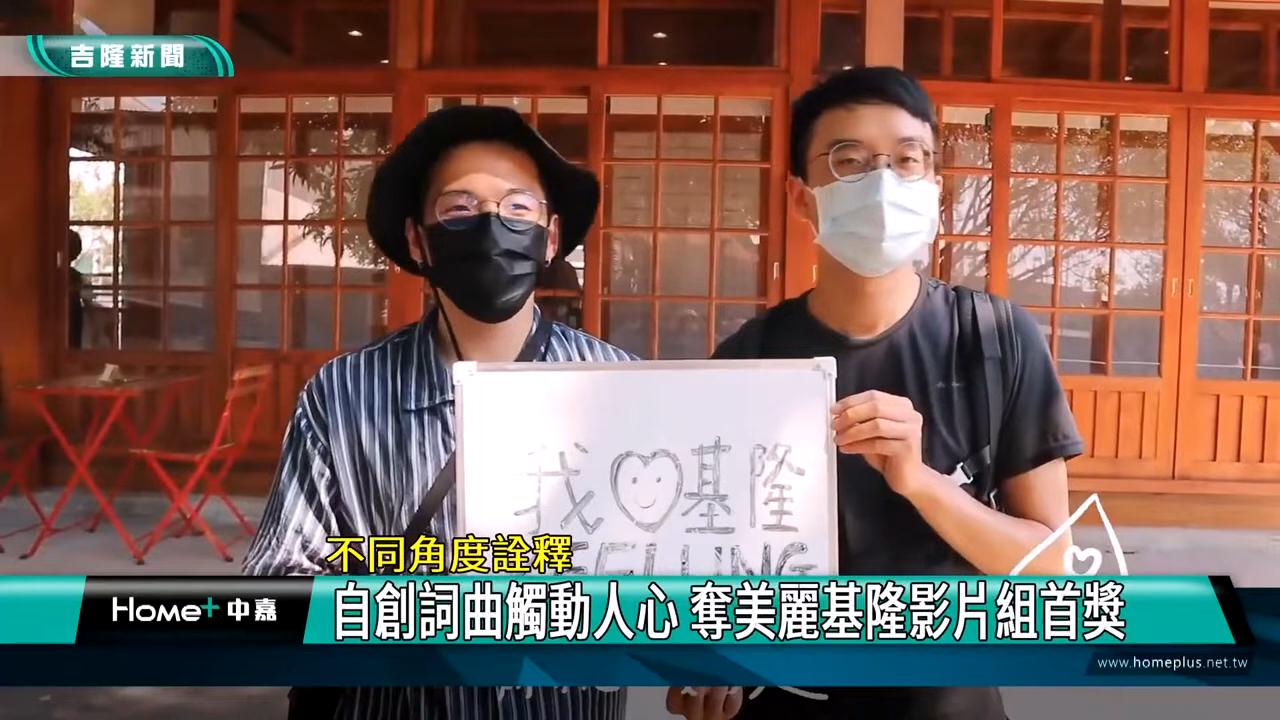 吉隆新聞
我基隆
FEELING
不同角度詮釋
Home+中嘉
自創詞曲觸動人心 奪美麗基隆影片組首獎
www.homeplus.net.tw